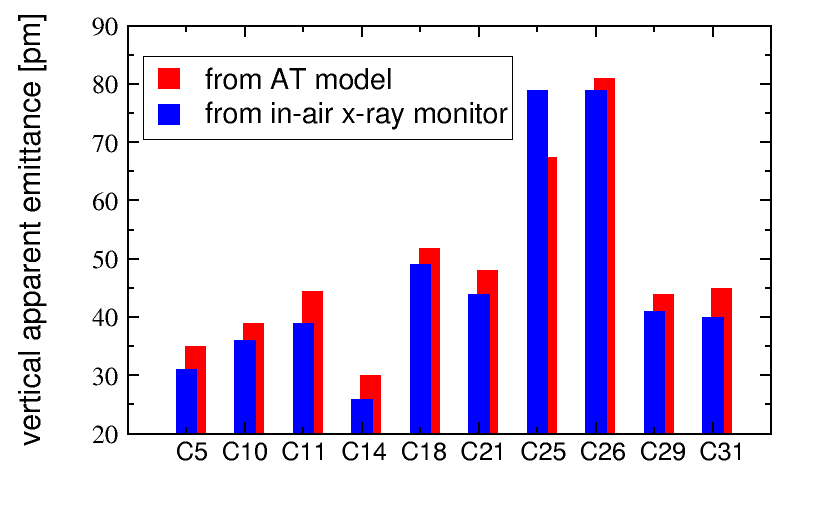 vertical apparent emittance [pm]
90
80
70
60
50
40
30
20
from AT model
from in-air x-ray monitor
C5 C10 C11 C14 C18 C21 C25 C26 C29 C31